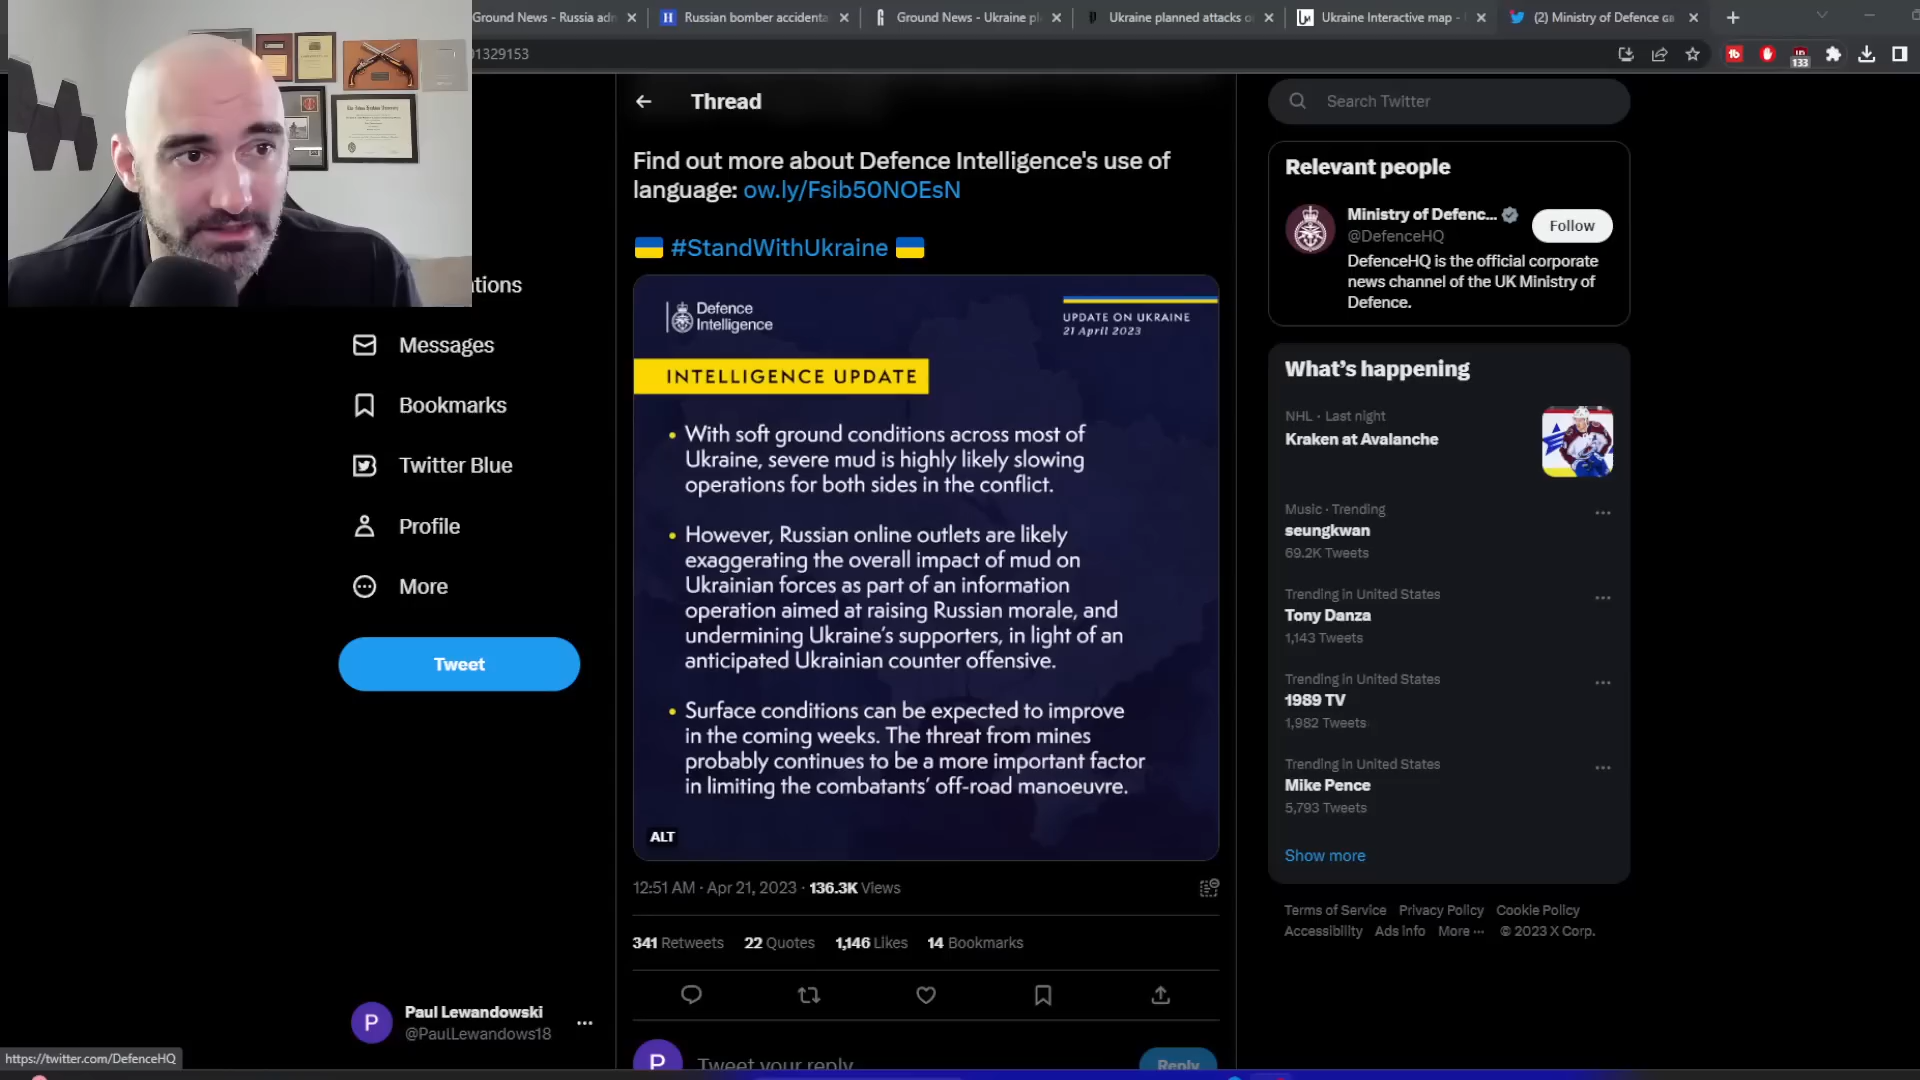 Ground News - Russia adn
Russian bomber accidenta
Ground News - Ukraine pl
Ukraine planned attacks o
Ukraine Interactive map -
(2) Ministry of Defence
01329153
133
Thread
Search Twitter
Find out more about Defence Intelligence's use of
language: ow.ly/Fsib50NOEsN
#StandWithUkraine
Defence
Intelligence
UPDATE ON UKRAINE
21 April 2023
INTELLIGENCE UPDATE
• With soft ground conditions across most of
Ukraine, severe mud is highly likely slowing
operations for both sides in the conflict.
• However, Russian online outlets are likely
exaggerating the overall impact of mud on
Ukrainian forces as part of an information
operation aimed at raising Russian morale, and
undermining Ukraine's supporters, in light of an
anticipated Ukrainian counter offensive.
• Surface conditions can be expected to improve
in the coming weeks. The threat from mines
probably continues to be a more important factor
in limiting the combatants' off-road manoeuvre.
ALT
12:51 AM · Apr 21, 2023 · 136.3K Views
341 Retweets 22 Quotes 1,146 Likes 14 Bookmarks
P
Tweet your reply
Reply
ations
Messages
Bookmarks
Twitter Blue
Profile
More
Tweet
P
Paul Lewandowski
@PaulLewandows18
https://twitter.com/DefenceHQ
Relevant people
Ministry of Defenc...
@DefenceHQ
Follow
DefenceHQ is the official corporate
news channel of the UK Ministry of
Defence.
What's happening
NHL · Last night
Kraken at Avalanche
Music · Trending
seungkwan
69.2K Tweets
Trending in United States
Tony Danza
1,143 Tweets
Trending in United States
1989 TV
1,982 Tweets
Trending in United States
Mike Pence
5,793 Tweets
Show more
Terms of Service Privacy Policy Cookie Policy
Accessibility Ads info More ··· © 2023 X Corp.